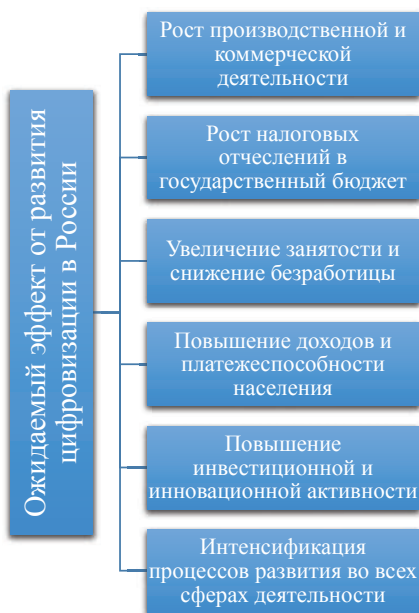 Ожидаемый эффект от развития
цифровизации в России
Рост производственной и
коммерческой
деятельности
Рост налоговых
отчеслений в
государственный бюджет
Увеличение занятости и
снижение безработицы
Повышение доходов и
платежеспособности
населения
Повышение
инвестиционной и
инновационной активности
Интенсификация
процессов развития во всех
сферах деятельности